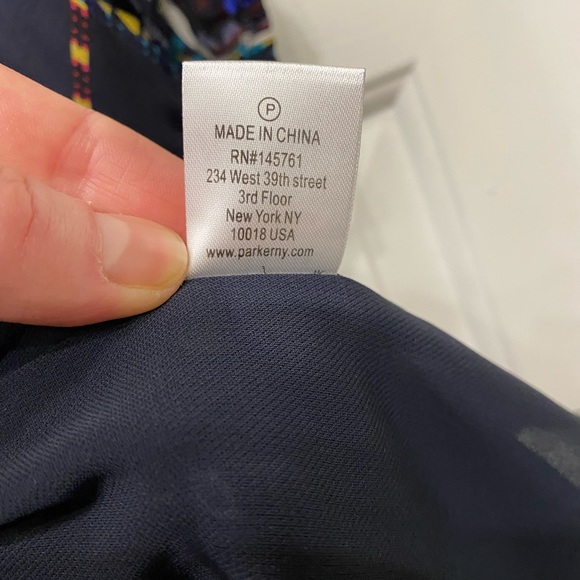 P
MADE IN CHINA
RN#145761
234 West 39th street
3rd Floor
New York NY
10018 USA
www.parkerny.com